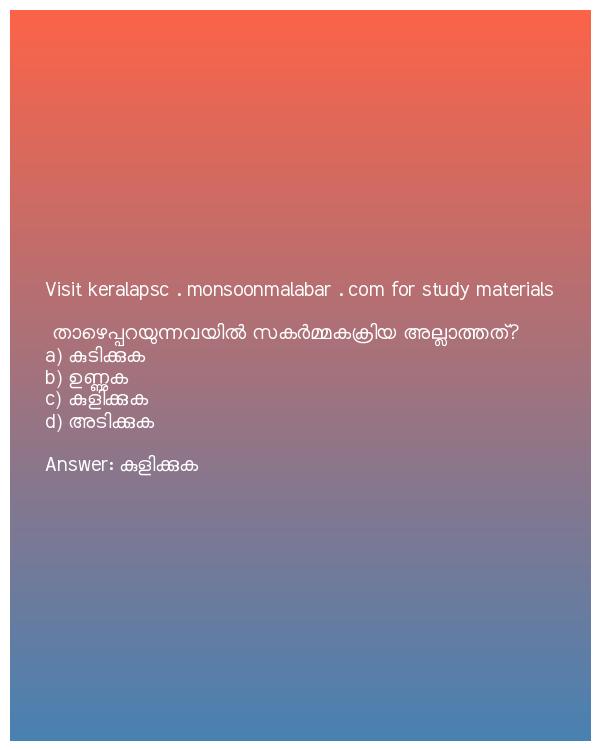 Visit keralapsc . monsoonmalabar . com for study materials
താഴെപ്പറയുന്നവയിൽ സകർമ്മകക്രിയ അല്ലാത്തത്?
a) കുടിക്കുക
b) ഉണ്ണുക
c) കുളിക്കുക
d) അടിക്കുക
Answer: കുളിക്കുക